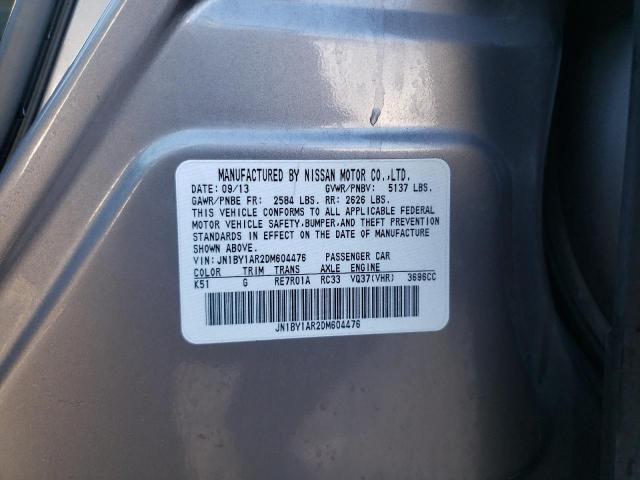 MANUFACTURED BY NISSAN MOTOR CO.,LTD.
DATE: 09/13 GVWR/PNBV: 5137 LBS.
GAWR/PNBE FR: 2584 LBS. RR: 2626 LBS.
THIS VEHICLE CONFORMS TO ALL APPLICABLE FEDERAL
MOTOR VEHICLE SAFETY,BUMPER,AND THEFT PREVENTION
STANDARDS IN EFFECT ON THE DATE OF MANUFACTURE
SHOWN ABOVE.
VIN: JN1BY1AR2DM604476 PASSENGER CAR
COLOR TRIM TRANS AXLE ENGINE
K51 G RE7R01A RC33 VQ37(VHR) 3696CC
JN1BY1AR2DM604476